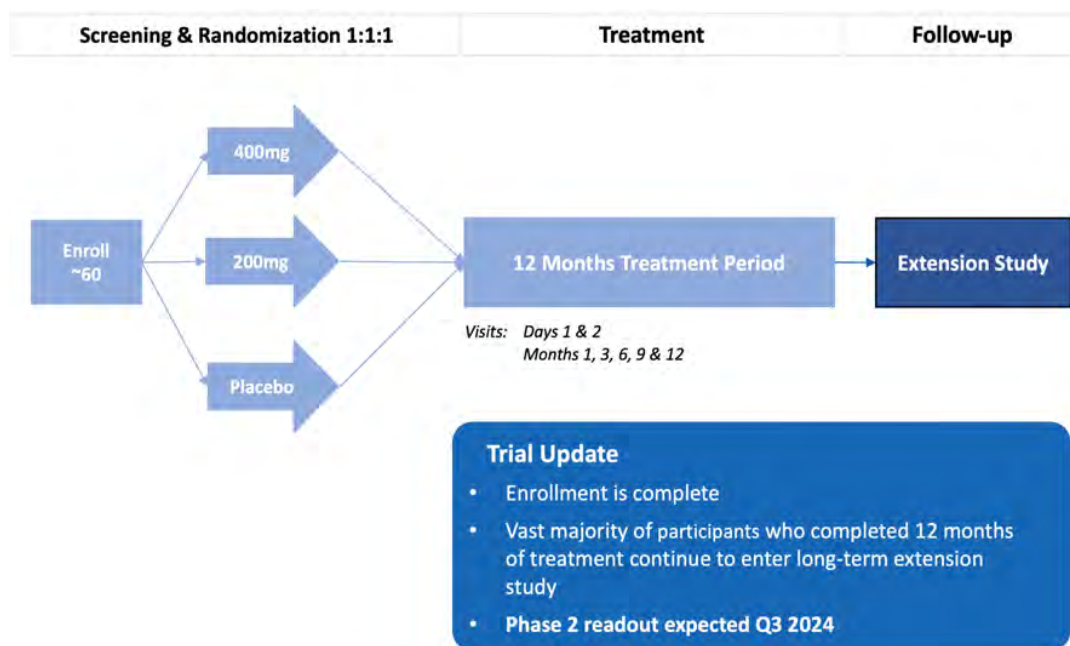 Screening & Randomization 1:1:1
Treatment
Follow-up
400mg
Enroll
~60
200mg
Placebo
12 Months Treatment Period
Extension Study
Visits: Days 1 & 2
Months 1, 3, 6, 9 & 12
Trial Update
• Enrollment is complete
• Vast majority of participants who completed 12 months
of treatment continue to enter long-term extension
study
• Phase 2 readout expected Q3 2024